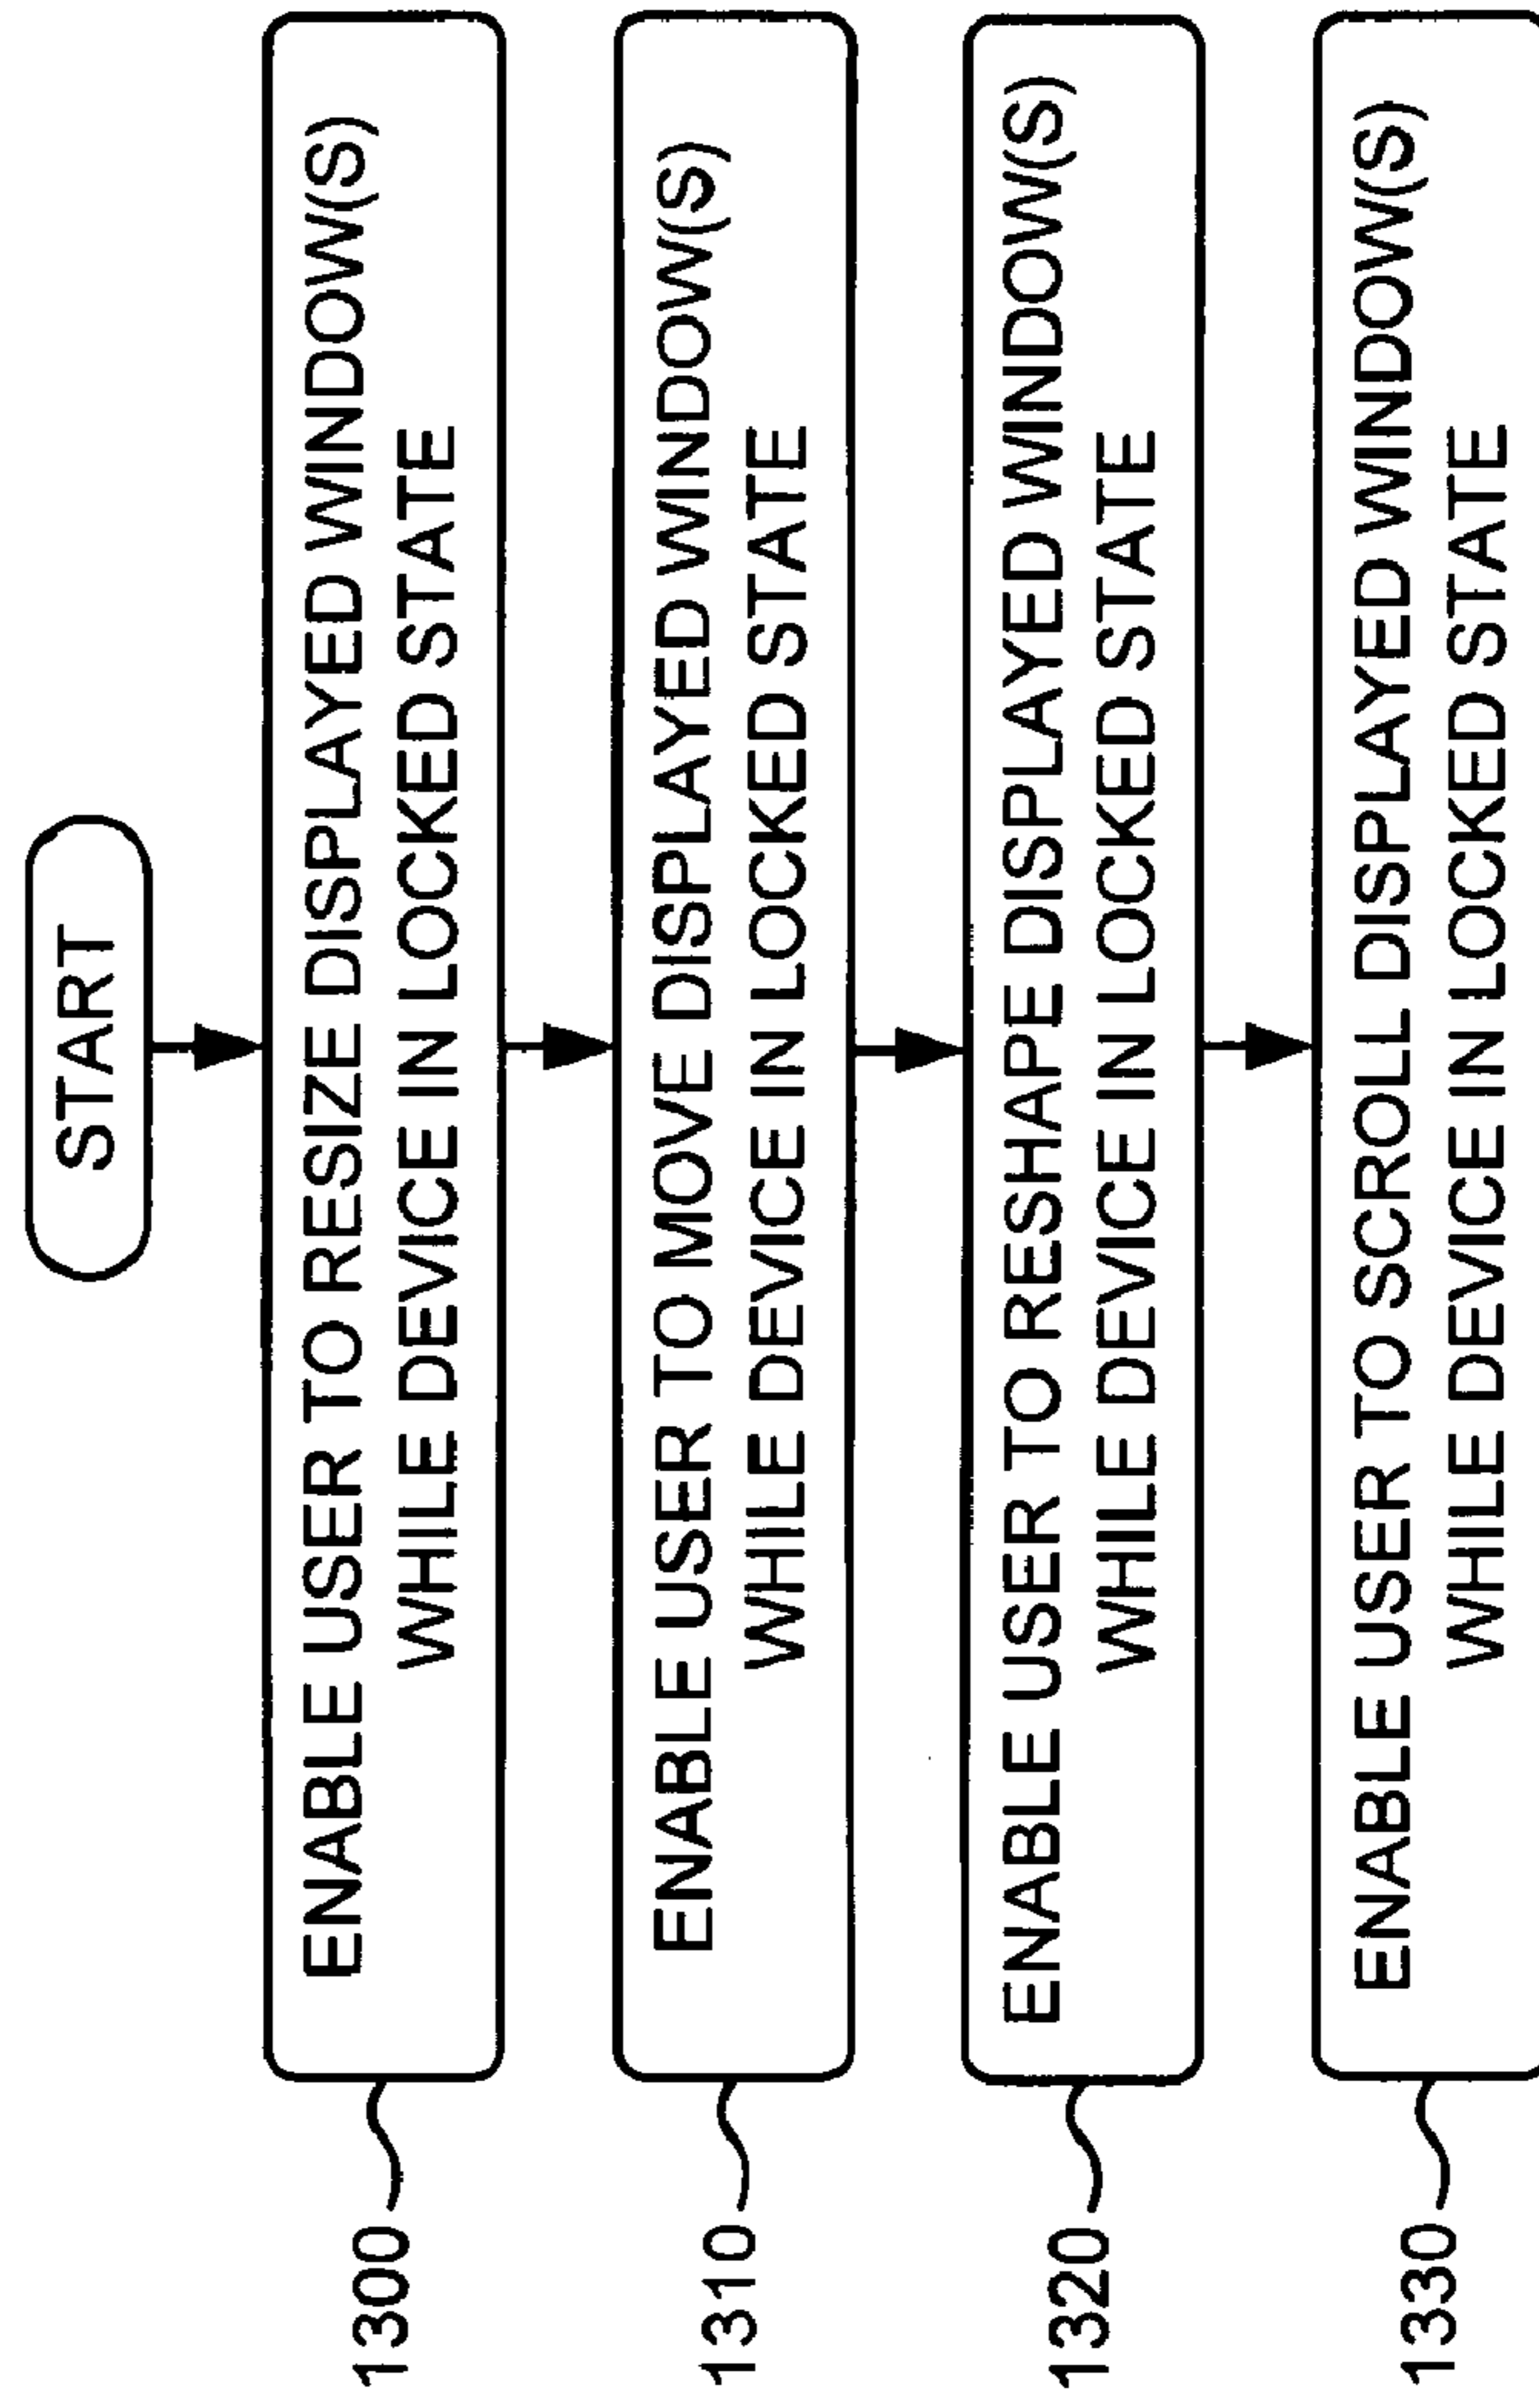 START
1300
ENABLE USER TO RESIZE DISPLAYED WINDOW(S)
WHILE DEVICE IN LOCKED STATE
1310
ENABLE USER TO MOVE DISPLAYED WINDOW(S)
WHILE DEVICE IN LOCKED STATE
1320
ENABLE USER TO RESHAPE DISPLAYED WINDOW(S)
WHILE DEVICE IN LOCKED STATE
1330
ENABLE USER TO SCROLL DISPLAYED WINDOW(S)
WHILE DEVICE IN LOCKED STATE